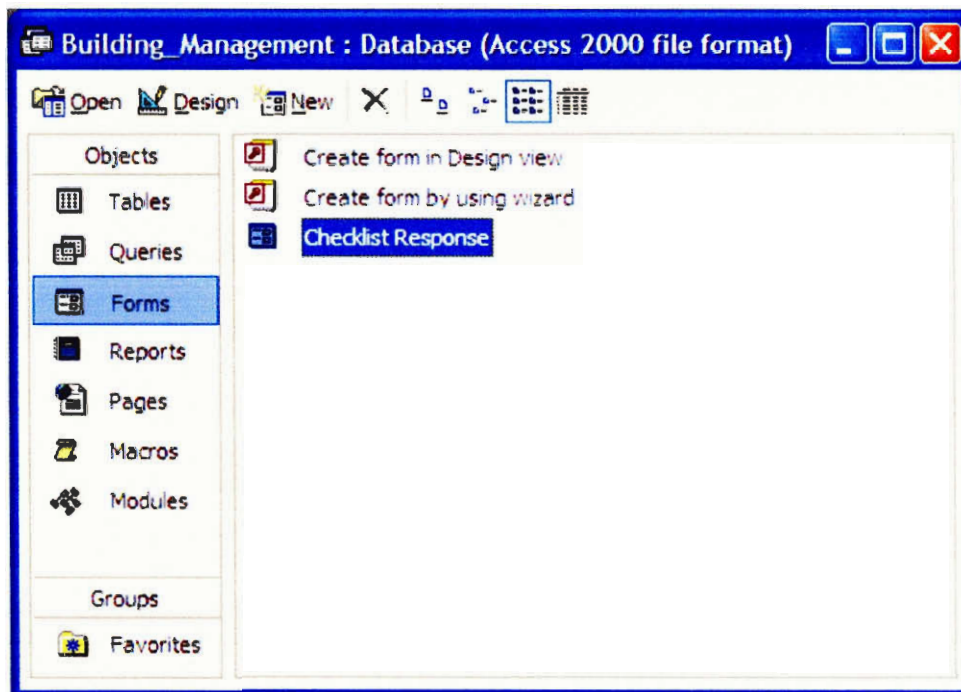 Building_Management : Database (Access 2000 file format)
Open Design New
Objects
Tables
Queries
Forms
Reports
Pages
Macros
Modules
Groups
Favorites
Create form in Design view
Create form by using wizard
Checklist Response